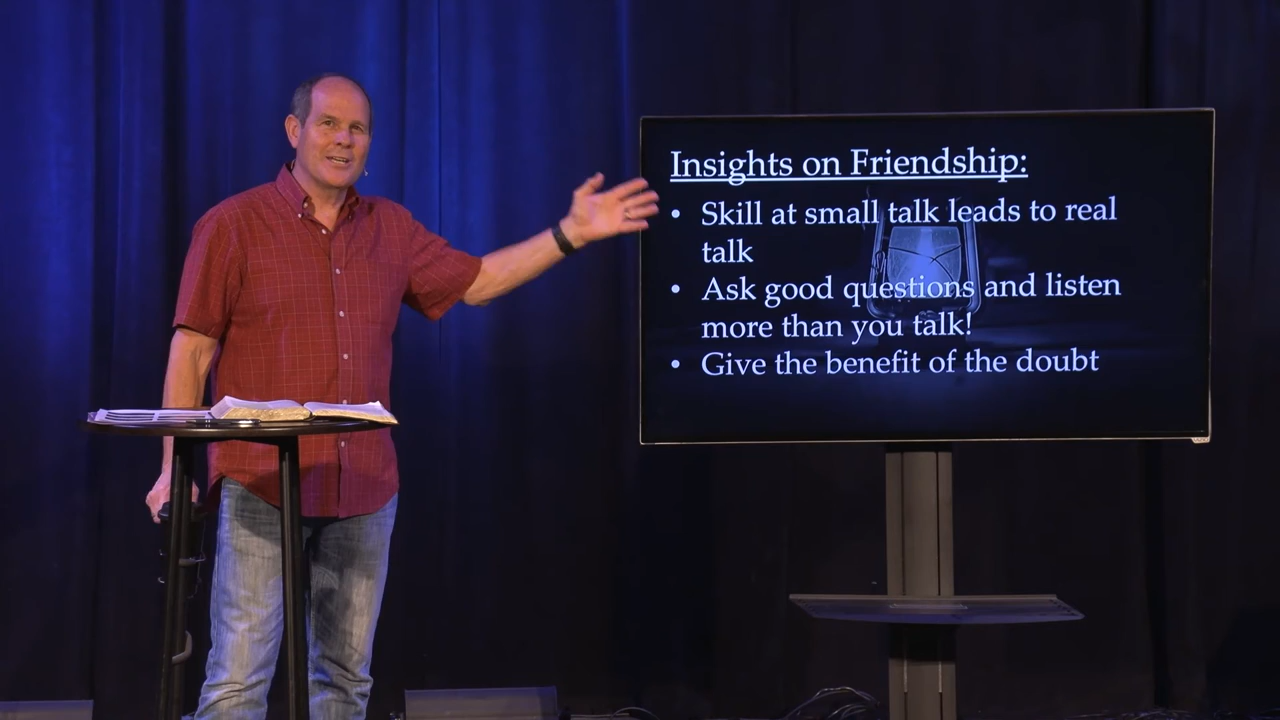 Insights on Friendship:
• Skill at small talk leads to real
talk
• Ask good questions and listen
more than you talk!
• Give the benefit of the doubt